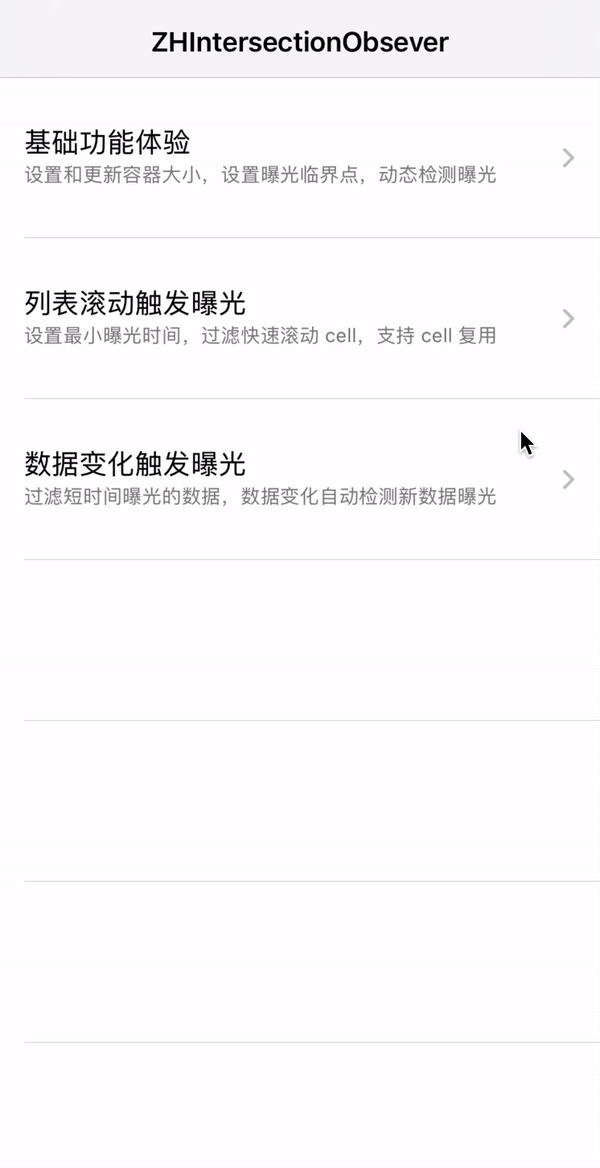 ZHIntersectionObsever
基础功能体验
设置和更新容器大小，设置曝光临界点，动态检测曝光
列表滚动触发曝光
设置最小曝光时间，过滤快速滚动 cell，支持 cell 复用
数据变化触发曝光
过滤短时间曝光的数据，数据变化自动检测新数据曝光